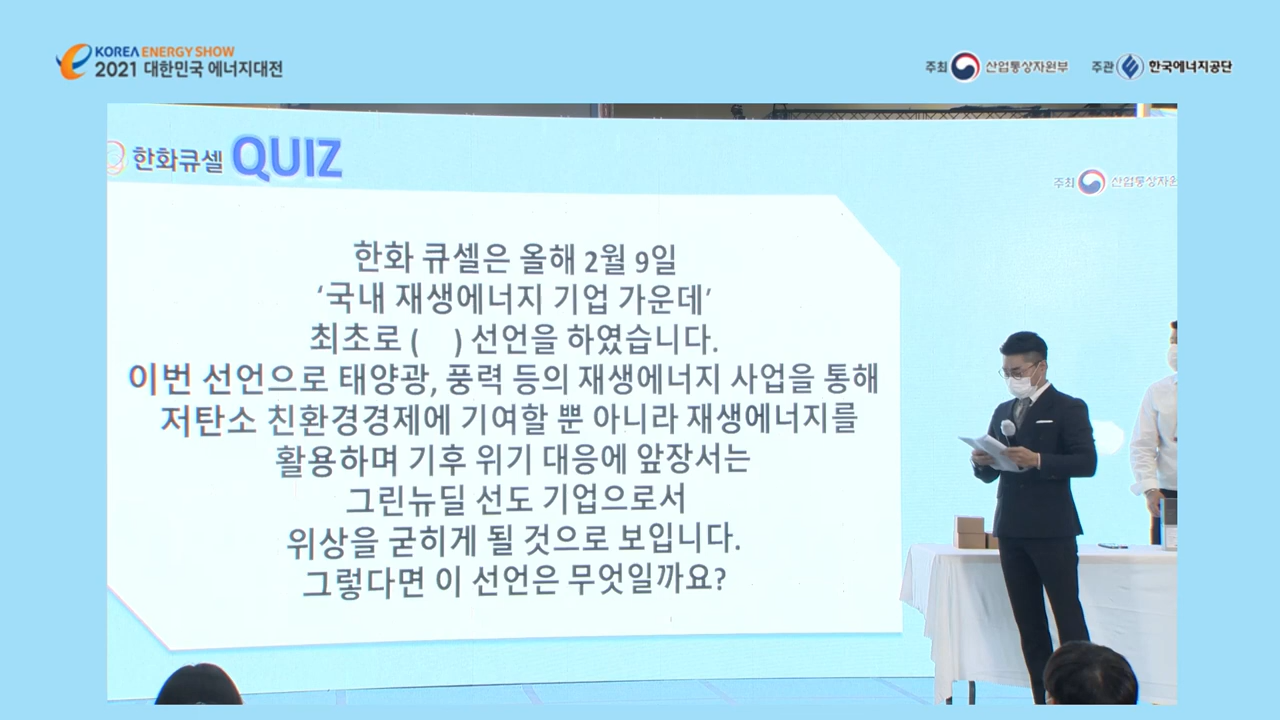 KOREA ENERGY SHOW
2021 대한민국 에너지대전
주최 산업통상자원부 주관 한국에너지공단
한화큐셀 QUIZ
주최 산업통상자원
한화 큐셀은 올해 2월 9일
‘국내 재생에너지 기업 가운데’
최초로 ( ) 선언을 하였습니다.
이번 선언으로 태양광, 풍력 등의 재생에너지 사업을 통해
저탄소 친환경경제에 기여할 뿐 아니라 재생에너지를
활용하며 기후 위기 대응에 앞장서는
그린뉴딜 선도 기업으로서
위상을 굳히게 될 것으로 보입니다.
그렇다면 이 선언은 무엇일까요?